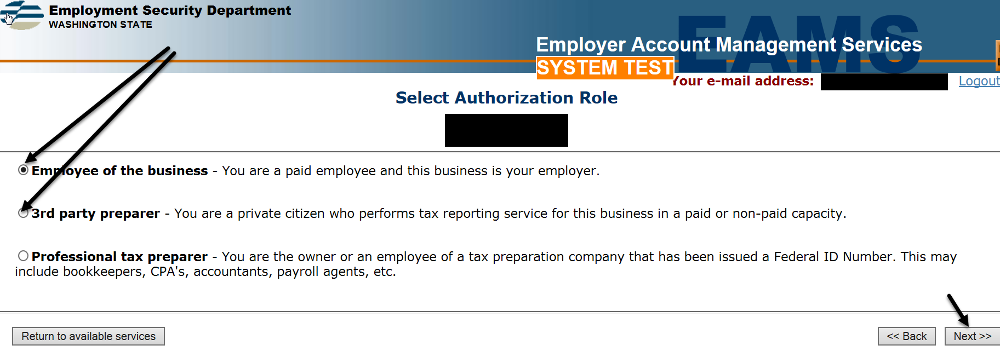 Employment Security Department
WASHINGTON STATE
EAMS
Employer Account Management Services
SYSTEM TEST
Your e-mail address:
Logout
Select Authorization Role
Employee of the business - You are a paid employee and this business is your employer.
3rd party preparer - You are a private citizen who performs tax reporting service for this business in a paid or non-paid capacity.
Professional tax preparer - You are the owner or an employee of a tax preparation company that has been issued a Federal ID Number. This may
include bookkeepers, CPA's, accountants, payroll agents, etc.
Return to available services
<< Back
Next >>